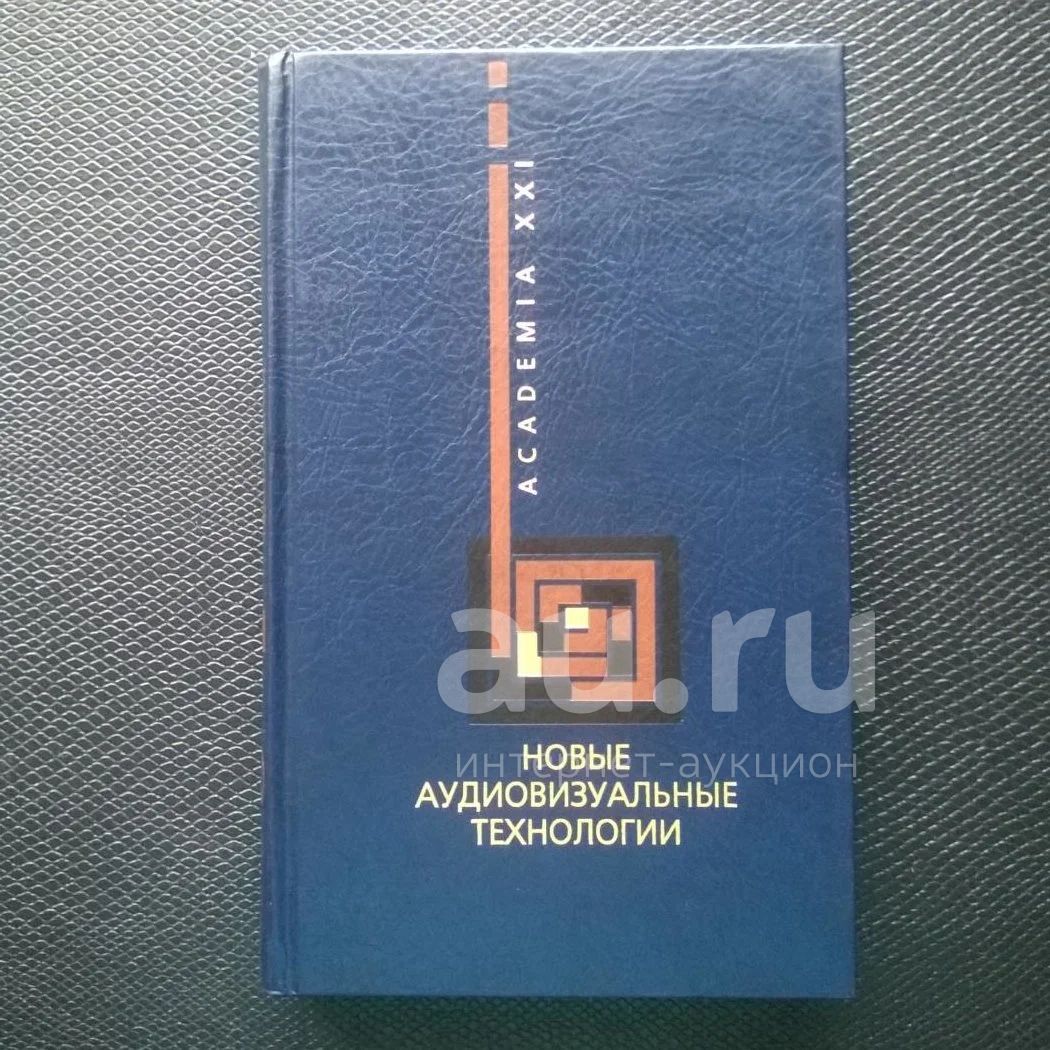 ACADEMIA XXI
au.ru
интернет-аукцион
НОВЫЕ
АУДИОВИЗУАЛЬНЫЕ
ТЕХНОЛОГИИ